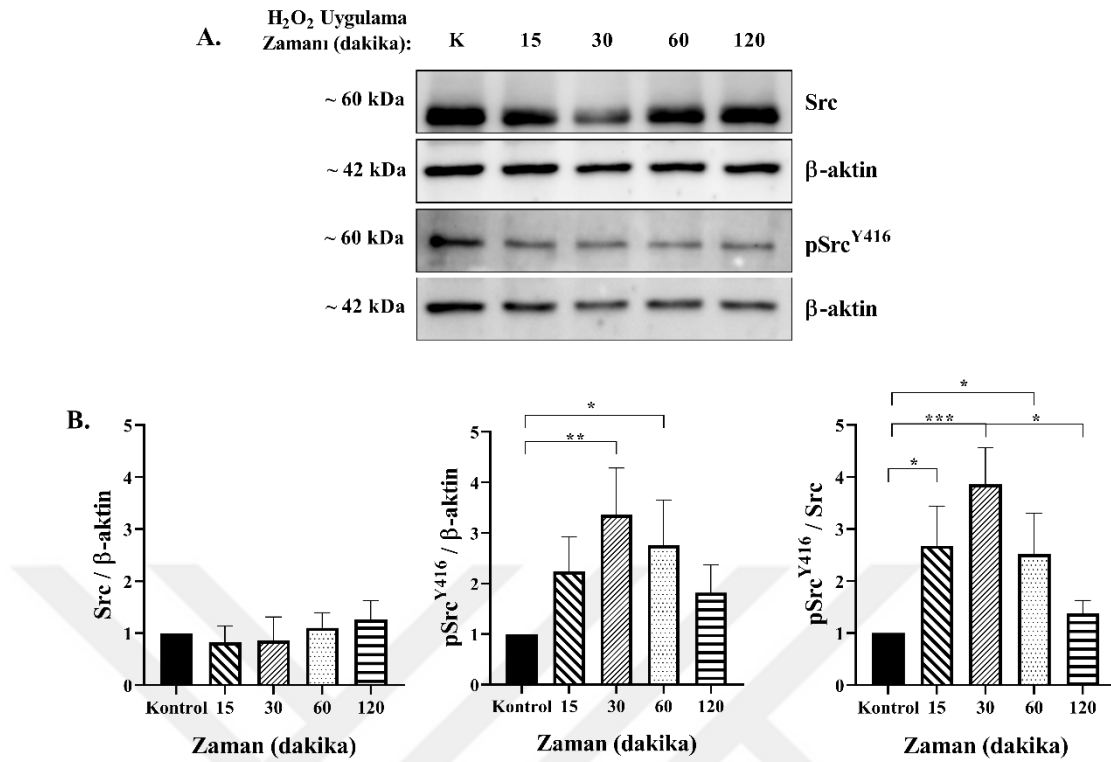 A.
H₂O₂ Uygulama
Zamanı (dakika): K 15 30 60 120
~ 60 kDa Src
~ 42 kDa β-aktin
~ 60 kDa pSrcY416
~ 42 kDa β-aktin
B.
Src / β-aktin
5
4
3
2
1
0
Kontrol 15 30 60 120
Zaman (dakika)
pSrcY416 / β-aktin
*
**
5
4
3
2
1
0
Kontrol 15 30 60 120
Zaman (dakika)
pSrcY416 / Src
*
*** *
*
5
4
3
2
1
0
Kontrol 15 30 60 120
Zaman (dakika)